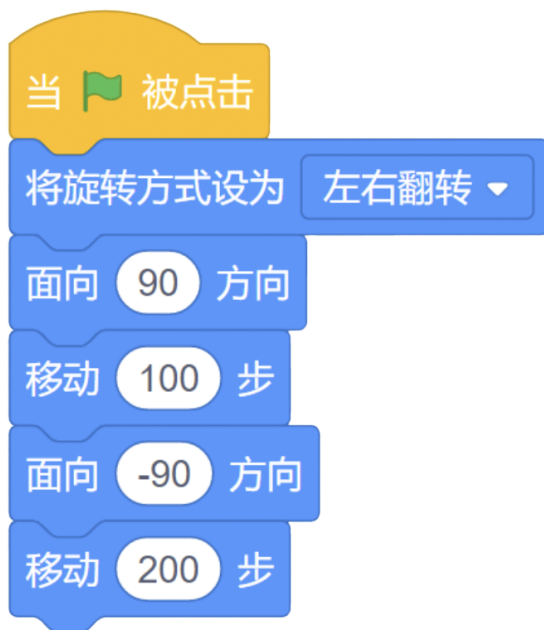 当 被点击
将旋转方式设为 左右翻转
面向 90 方向
移动 100 步
面向 -90 方向
移动 200 步